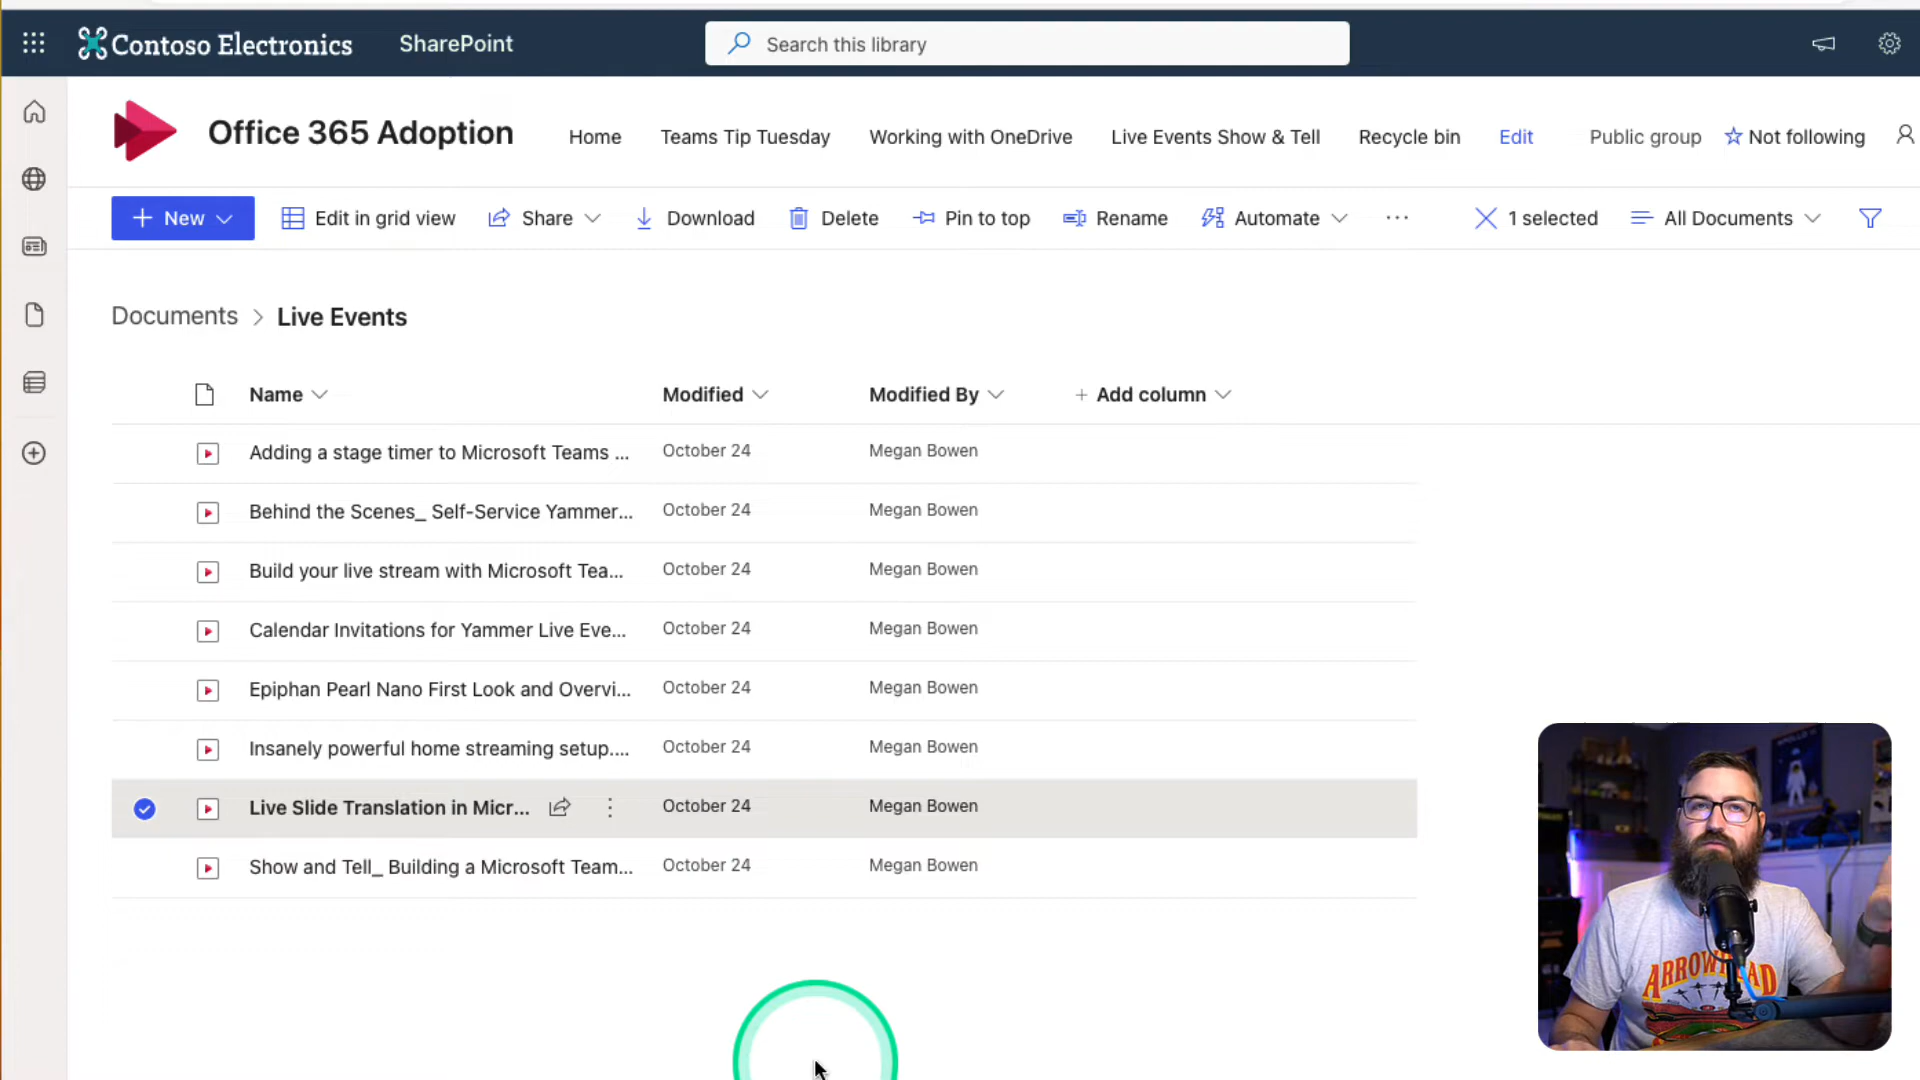 Contoso Electronics SharePoint Search this library
Office 365 Adoption Home Teams Tip Tuesday Working with OneDrive Live Events Show & Tell Recycle bin Edit Public group Not following
New Edit in grid view Share Download Delete Pin to top Rename Automate ... 1 selected All Documents
Documents > Live Events
Name Modified Modified By + Add column
Adding a stage timer to Microsoft Teams ... October 24 Megan Bowen
Behind the Scenes_ Self-Service Yammer... October 24 Megan Bowen
Build your live stream with Microsoft Tea... October 24 Megan Bowen
Calendar Invitations for Yammer Live Eve... October 24 Megan Bowen
Epiphan Pearl Nano First Look and Overvi... October 24 Megan Bowen
Insanely powerful home streaming setup.... October 24 Megan Bowen
Live Slide Translation in Micr... October 24 Megan Bowen
Show and Tell_ Building a Microsoft Team... October 24 Megan Bowen